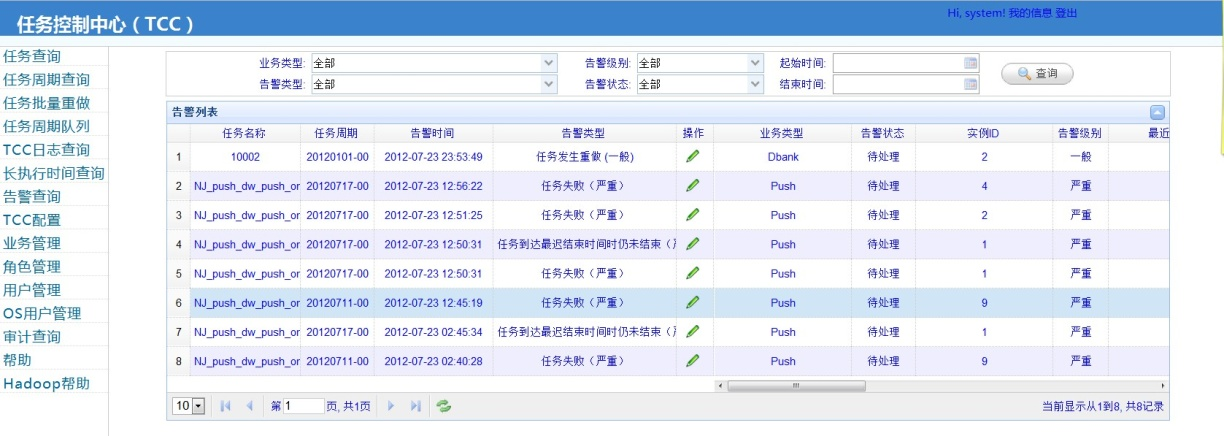 Hi, system! 我的信息 登出
任务控制中心（TCC）
任务查询
任务周期查询
任务批量重做
任务周期队列
TCC日志查询
长执行时间查询
告警查询
TCC配置
业务管理
角色管理
用户管理
OS用户管理
审计查询
帮助
Hadoop帮助
业务类型: 全部 告警级别: 全部 起始时间: 查询
告警类型: 全部 告警状态: 全部 结束时间:
告警列表
任务名称 任务周期 告警时间 告警类型 操作 业务类型 告警状态 实例ID 告警级别 最近
1 10002 20120101-00 2012-07-23 23:53:49 任务发生重做 (一般) Dbank 待处理 2 一般
2 NJ_push_dw_push_or 20120717-00 2012-07-23 12:56:22 任务失败（严重） Push 待处理 4 严重
3 NJ_push_dw_push_or 20120717-00 2012-07-23 12:51:25 任务失败（严重） Push 待处理 2 严重
4 NJ_push_dw_push_or 20120717-00 2012-07-23 12:50:31 任务到达最迟结束时间时仍未结束（ Push 待处理 1 严重
5 NJ_push_dw_push_or 20120717-00 2012-07-23 12:50:31 任务失败（严重） Push 待处理 1 严重
6 NJ_push_dw_push_or 20120711-00 2012-07-23 12:45:19 任务失败（严重） Push 待处理 9 严重
7 NJ_push_dw_push_or 20120711-00 2012-07-23 02:45:34 任务到达最迟结束时间时仍未结束（ Push 待处理 1 严重
8 NJ_push_dw_push_or 20120711-00 2012-07-23 02:40:28 任务失败（严重） Push 待处理 9 严重
10 第 1 页, 共1页 当前显示从1到8, 共8记录